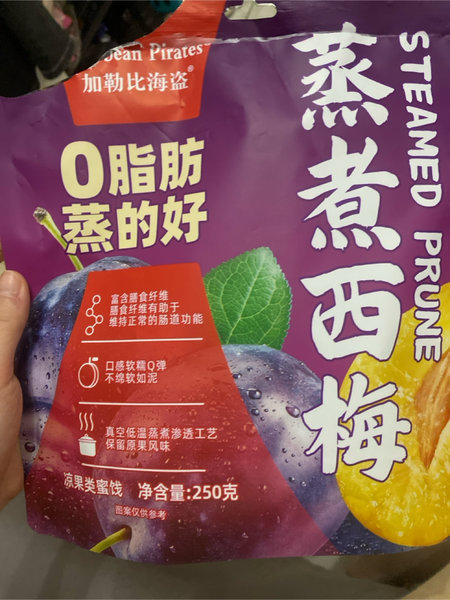 Jean Pirates
加勒比海盗®
0脂肪
蒸的好
蒸煮西梅
STEAMED PRUNE
富含膳食纤维
膳食纤维有助于
维持正常的肠道功能
口感软糯Q弹
不绵软如泥
真空低温蒸煮渗透工艺
保留原果风味
凉果类蜜饯 净含量:250克
图案仅供参考